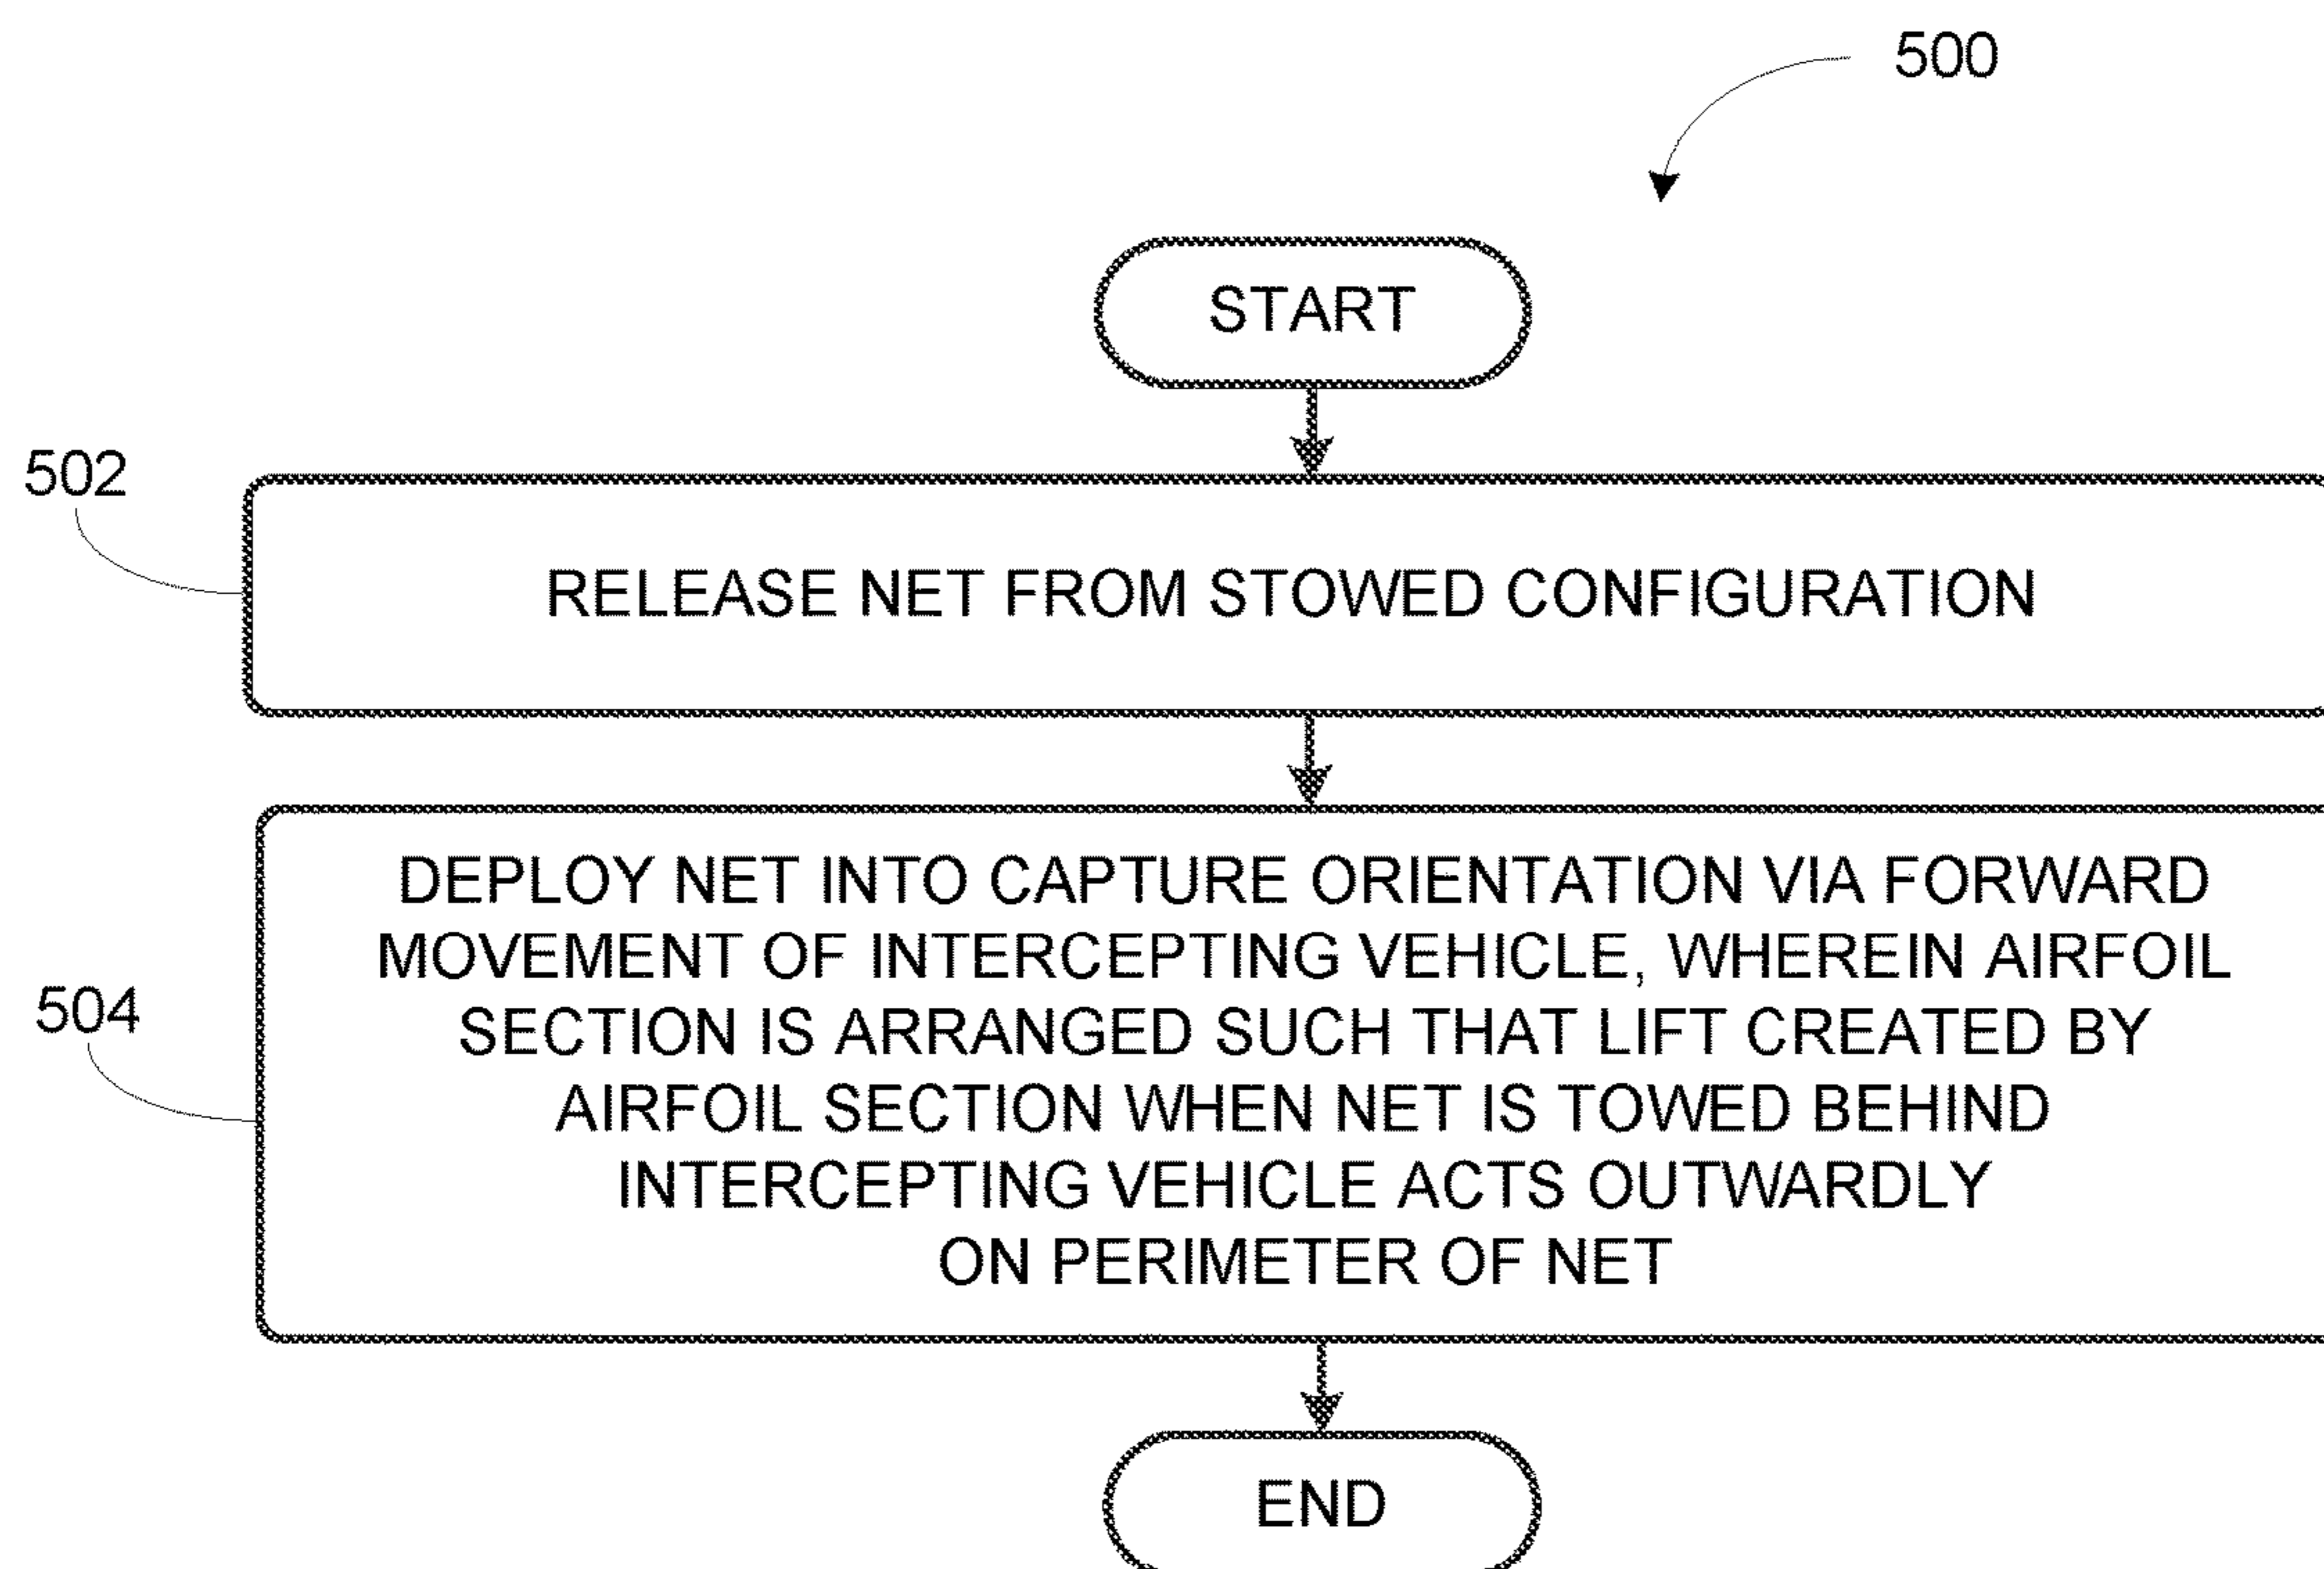 500
START
502
RELEASE NET FROM STOWED CONFIGURATION
504
DEPLOY NET INTO CAPTURE ORIENTATION VIA FORWARD
MOVEMENT OF INTERCEPTING VEHICLE, WHEREIN AIRFOIL
SECTION IS ARRANGED SUCH THAT LIFT CREATED BY
AIRFOIL SECTION WHEN NET IS TOWED BEHIND
INTERCEPTING VEHICLE ACTS OUTWARDLY
ON PERIMETER OF NET
END